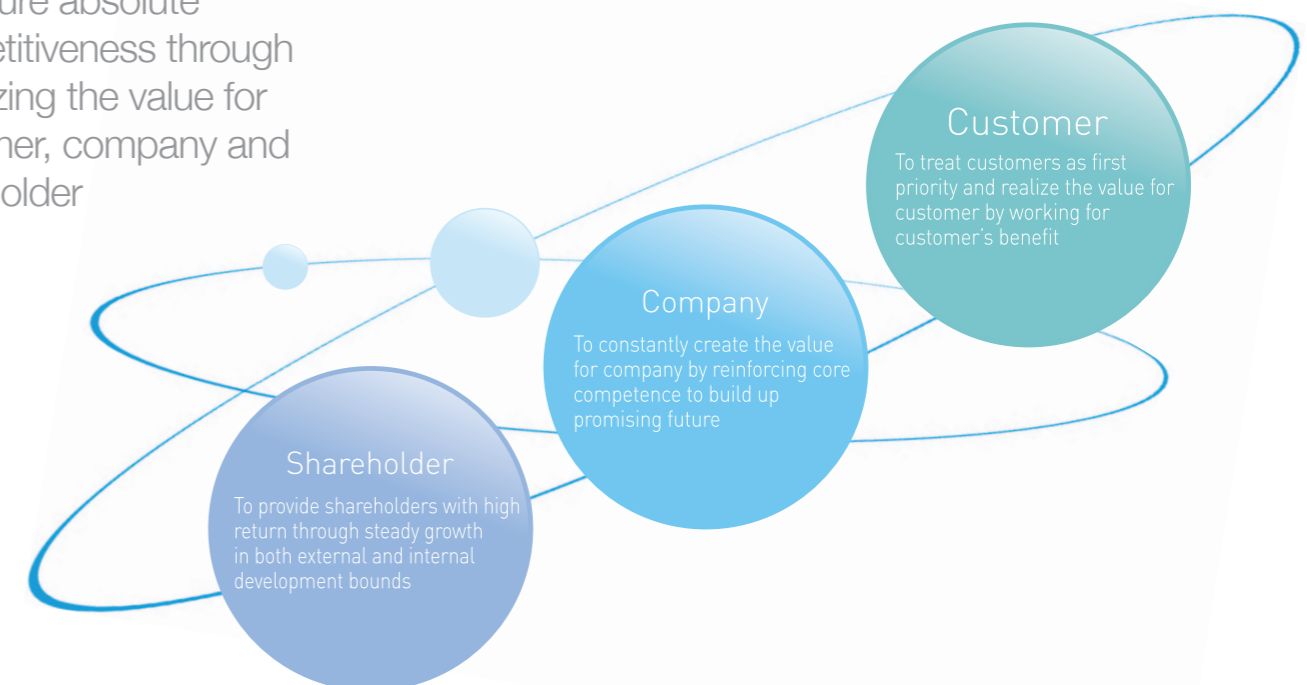 ure absolute
etitiveness through
zing the value for
ner, company and
older
Customer
To treat customers as first
priority and realize the value for
customer by working for
customer's benefit
Company
To constantly create the value
for company by reinforcing core
competence to build up
promising future
Shareholder
To provide shareholders with high
return through steady growth
in both external and internal
development bounds